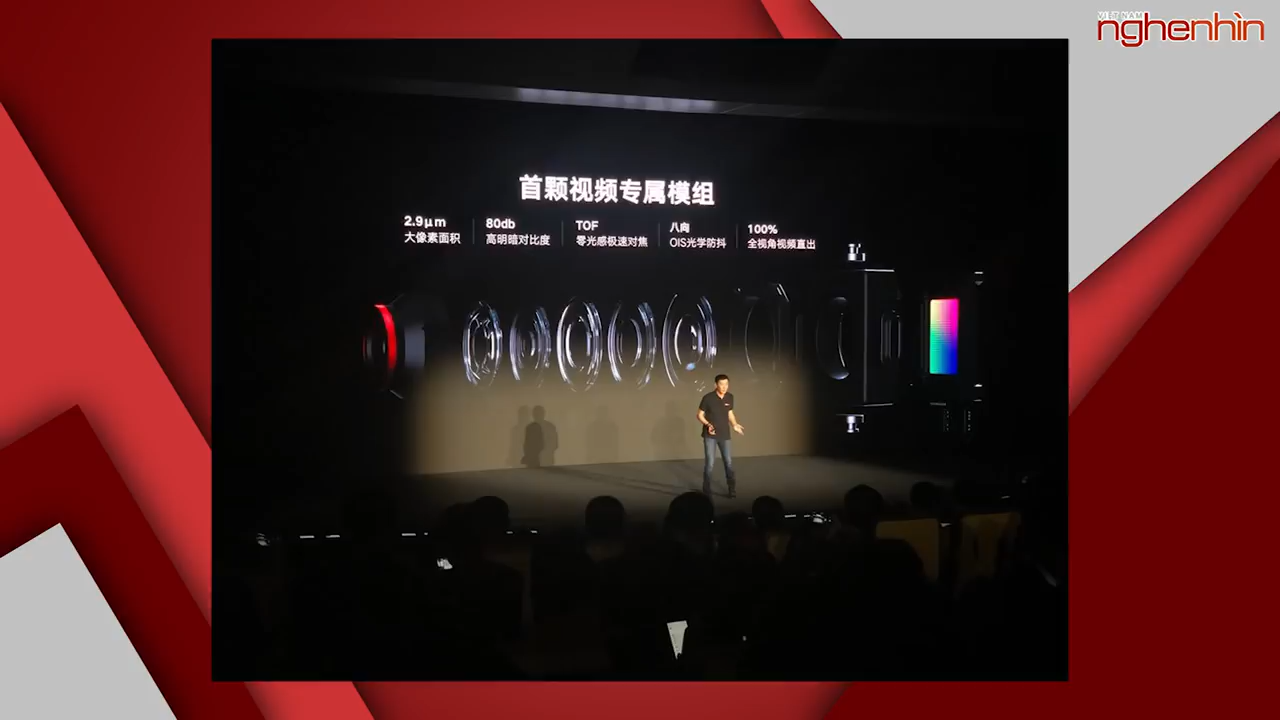 VIET NAM
nghenhìn
首颗视频专属模组
2.9μm
大像素面积
80db
高明暗对比度
TOF
零光感极速对焦
八向
OIS光学防抖
100%
全视角视频直出